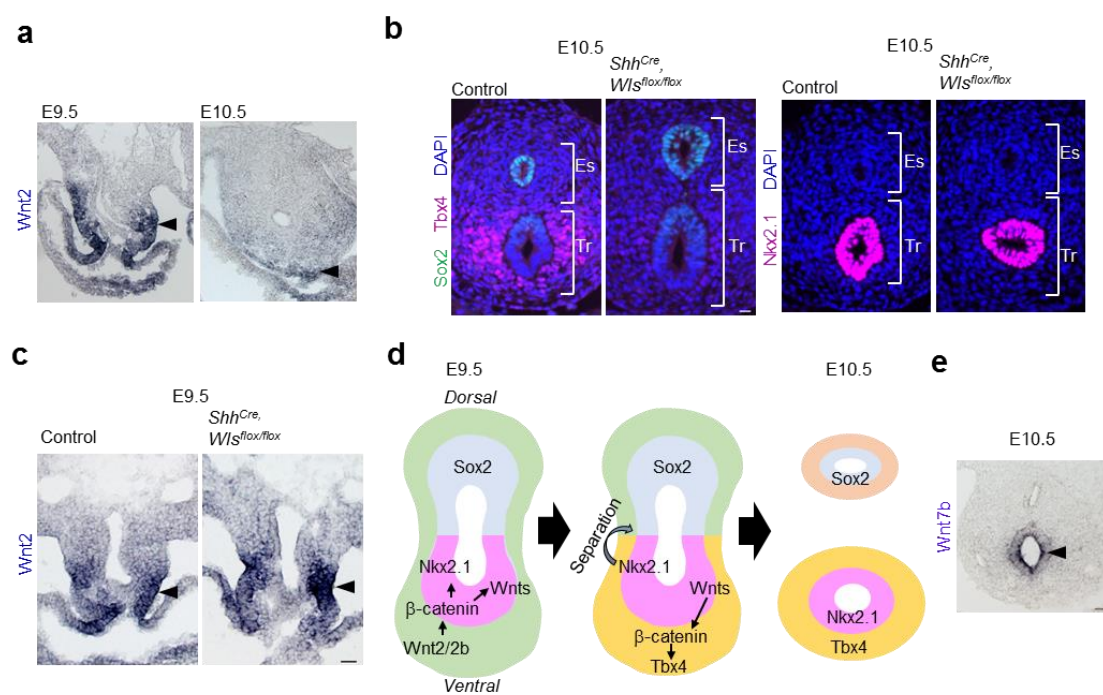 a
E9.5
E10.5
Wnt2
b
E10.5
Control
Shh^Cre,
Wls^flox/flox
Sox2 Tbx4 DAPI
Es
Tr
Es
Tr
E10.5
Control
Shh^Cre,
Wls^flox/flox
Nkx2.1 DAPI
Es
Tr
Es
Tr
c
E9.5
Control
Shh^Cre,
Wls^flox/flox
Wnt2
d
E9.5
Dorsal
Sox2
Nkx2.1
Wnts
β-catenin
Wnt2/2b
Ventral
Sox2
Separation
Nkx2.1
Wnts
β-catenin
Tbx4
E10.5
Sox2
Nkx2.1
Tbx4
e
E10.5
Wnt7b